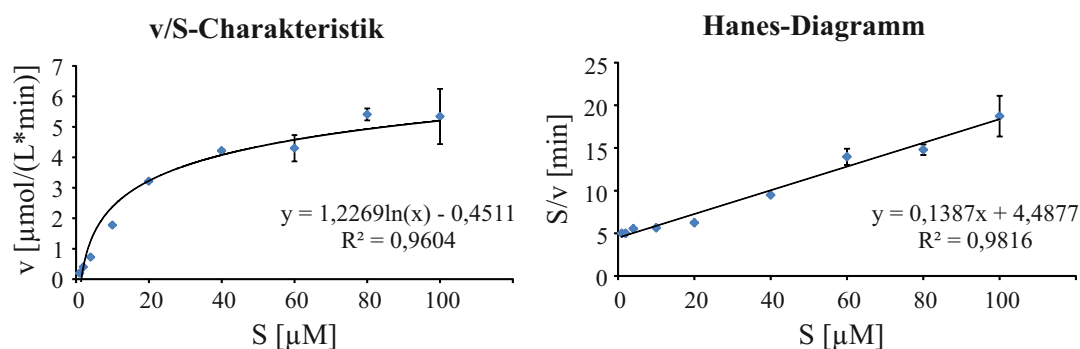 v/S-Charakteristik
v [µmol/(L*min)]
7
6
5
4
3
2
1
0
y = 1,2269ln(x) - 0,4511
R² = 0,9604
0 20 40 60 80 100
S [µM]
Hanes-Diagramm
S/v [min]
25
20
15
10
5
0
y = 0,1387x + 4,4877
R² = 0,9816
0 20 40 60 80 100
S [µM]